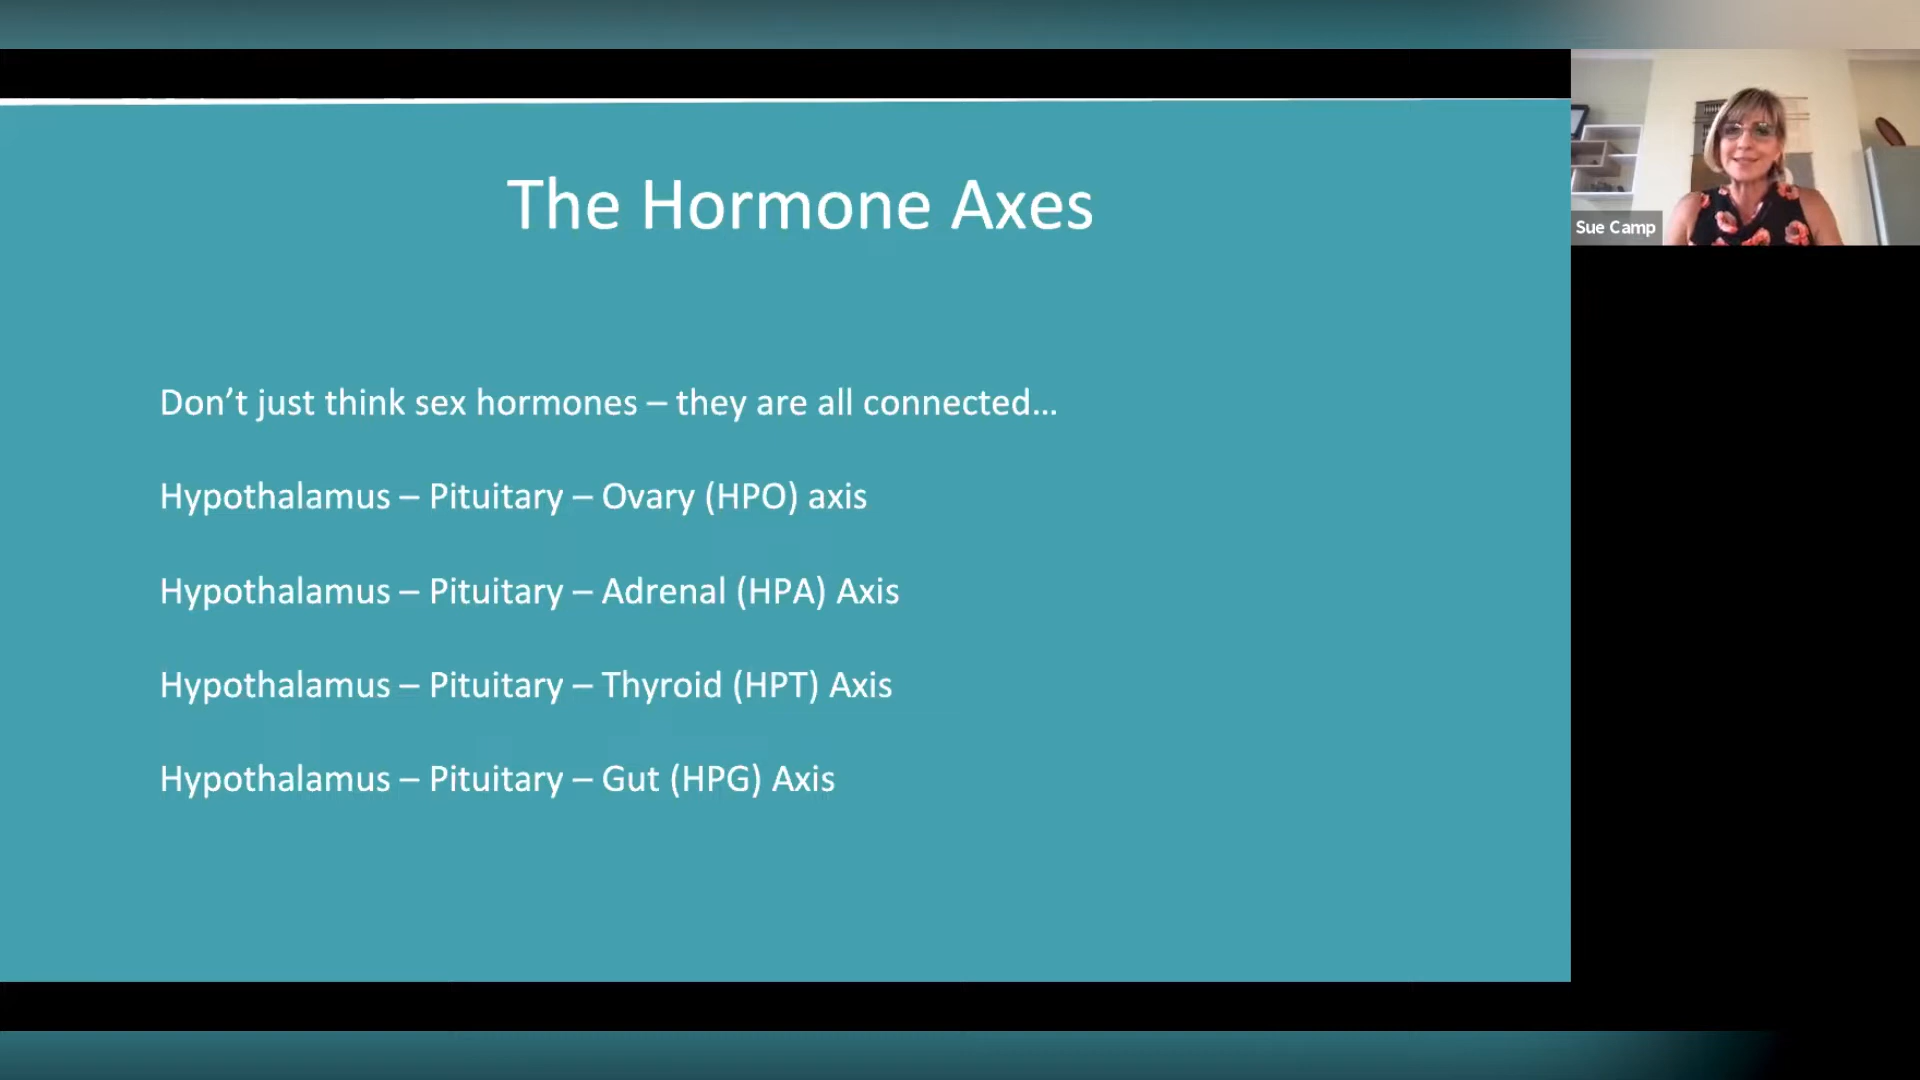 The Hormone Axes
Sue Camp
Don’t just think sex hormones – they are all connected...
Hypothalamus – Pituitary – Ovary (HPO) axis
Hypothalamus – Pituitary – Adrenal (HPA) Axis
Hypothalamus – Pituitary – Thyroid (HPT) Axis
Hypothalamus – Pituitary – Gut (HPG) Axis